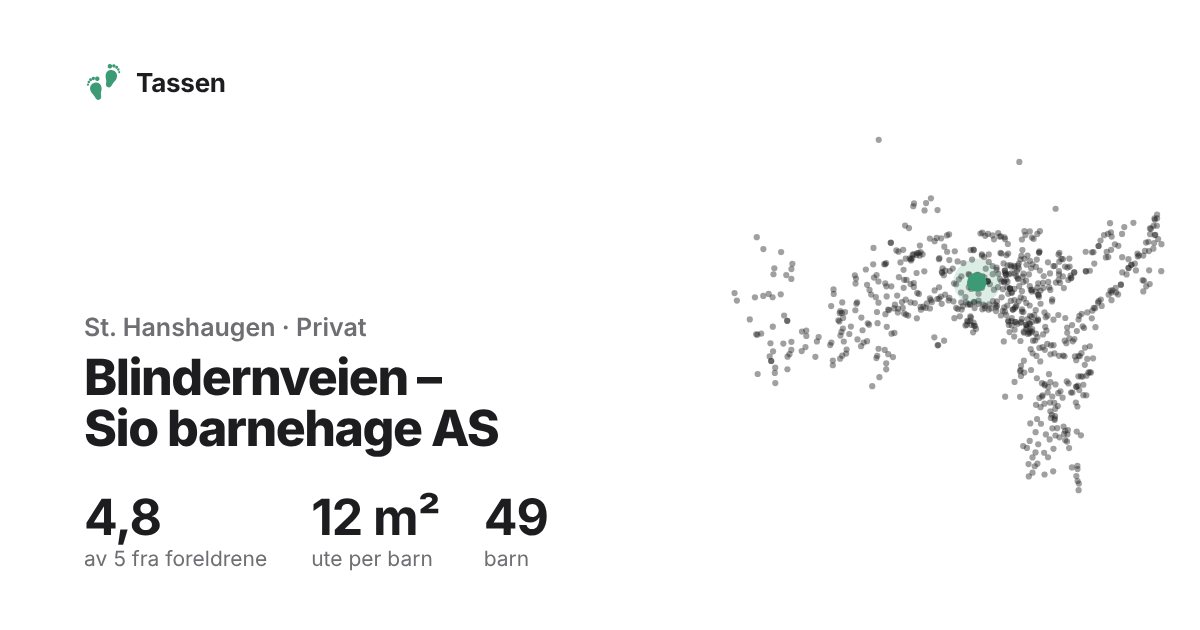 Tassen
St. Hanshaugen · Privat
Blindernveien –
Sio barnehage AS
4,8
av 5 fra foreldrene
12 m²
ute per barn
49
barn